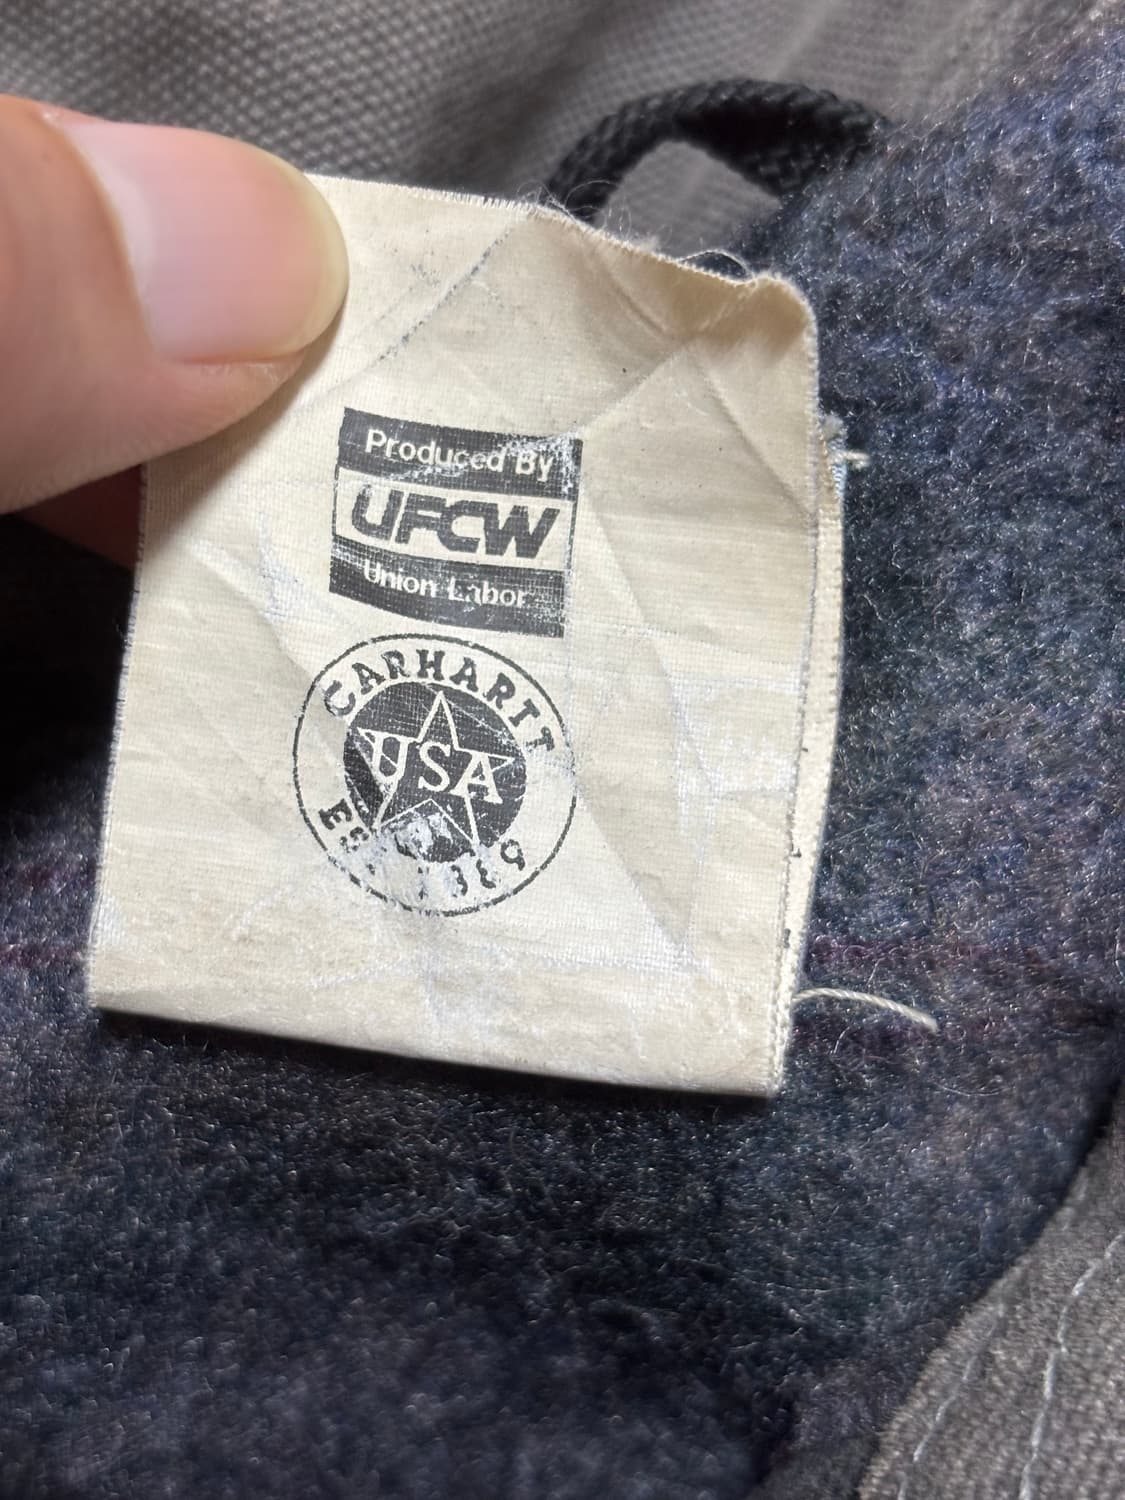 Produced By
UFCW
Union Labor
CARHARTT
USA